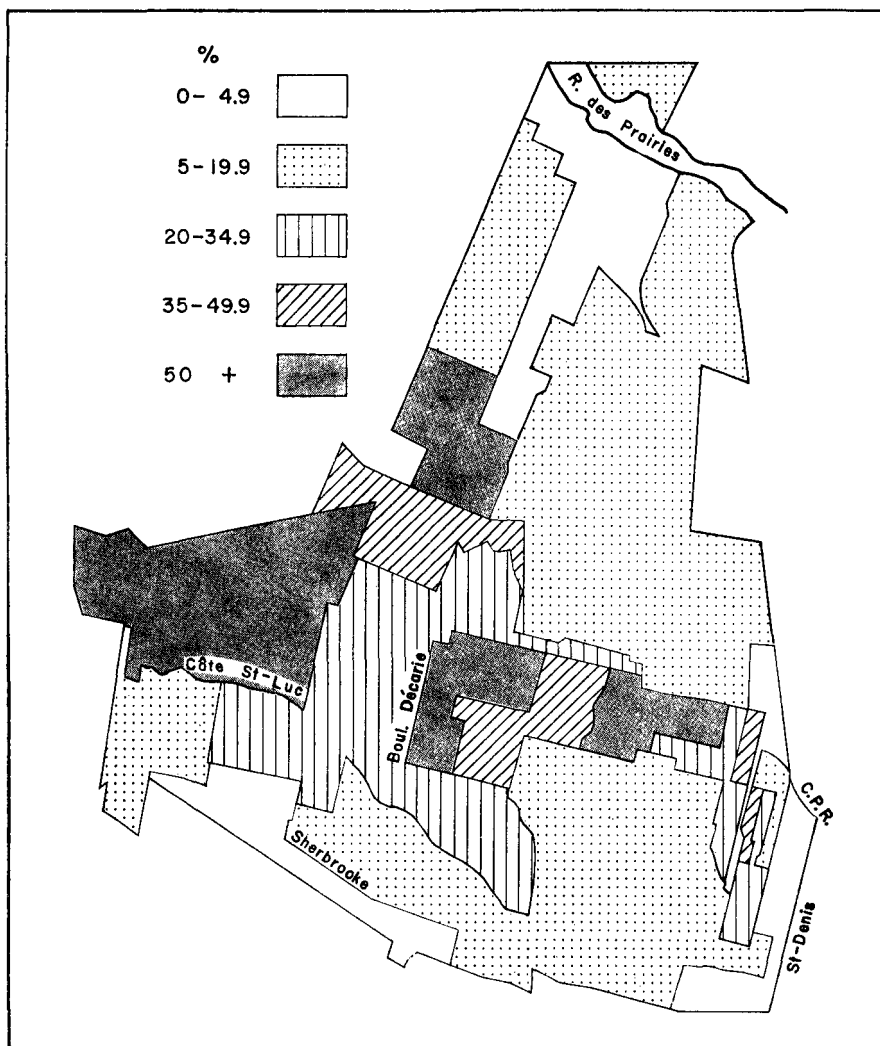 %
0- 4.9
5-19.9
20-34.9
35-49.9
50 +
R. des Prairies
Côte St-Luc
Boul. Décarie
Sherbrooke
C.P.R.
St-Denis